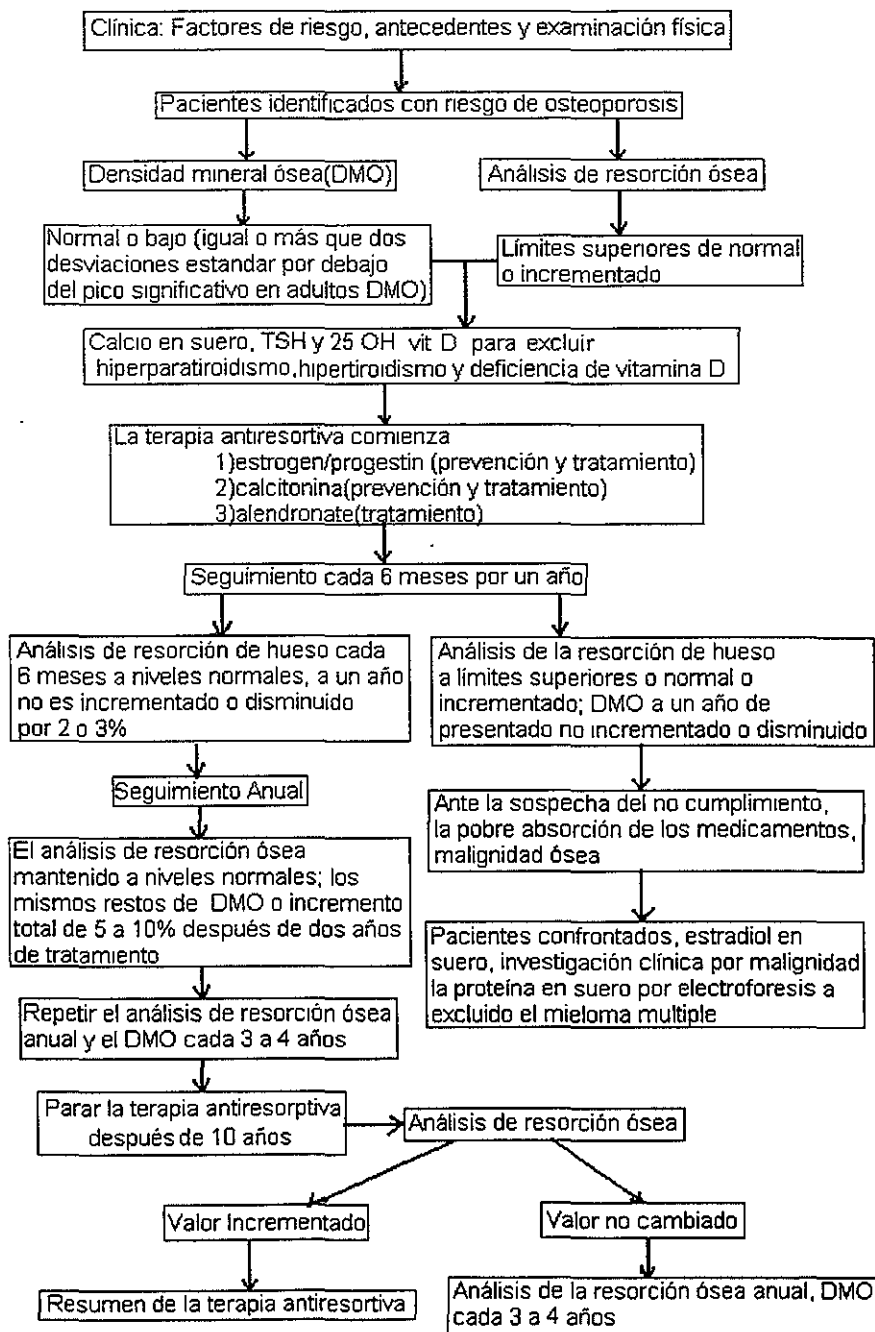 Clínica: Factores de riesgo, antecedentes y examinación física
Pacientes identificados con riesgo de osteoporosis
Densidad mineral ósea(DMO)
Análisis de resorción ósea
Normal o bajo (igual o más que dos
desviaciones estandar por debajo
del pico significativo en adultos DMO)
Límites superiores de normal
o incrementado
Calcio en suero, TSH y 25 OH vit D para excluir
hiperparatiroidismo,hipertiroidismo y deficiencia de vitamina D
La terapia antiresortiva comienza
1)estrogen/progestin (prevención y tratamiento)
2)calcitonina(prevención y tratamiento)
3)alendronate(tratamiento)
Seguimiento cada 6 meses por un año
Análisis de resorción de hueso cada
6 meses a niveles normales, a un año
no es incrementado o disminuido
por 2 o 3%
Análisis de la resorción de hueso
a límites superiores o normal o
incrementado; DMO a un año de
presentado no incrementado o disminuido
Seguimiento Anual
Ante la sospecha del no cumplimiento,
la pobre absorción de los medicamentos,
malignidad ósea
El análisis de resorción ósea
mantenido a niveles normales; los
mismos restos de DMO o incremento
total de 5 a 10% después de dos años
de tratamiento
Pacientes confrontados, estradiol en
suero, investigación clínica por malignidad
la proteína en suero por electroforesis a
excluido el mieloma multiple
Repetir el análisis de resorción ósea
anual y el DMO cada 3 a 4 años
Parar la terapia antiresorptiva
después de 10 años
Análisis de resorción ósea
Valor Incrementado
Valor no cambiado
Resumen de la terapia antiresortiva
Análisis de la resorción ósea anual, DMO
cada 3 a 4 años